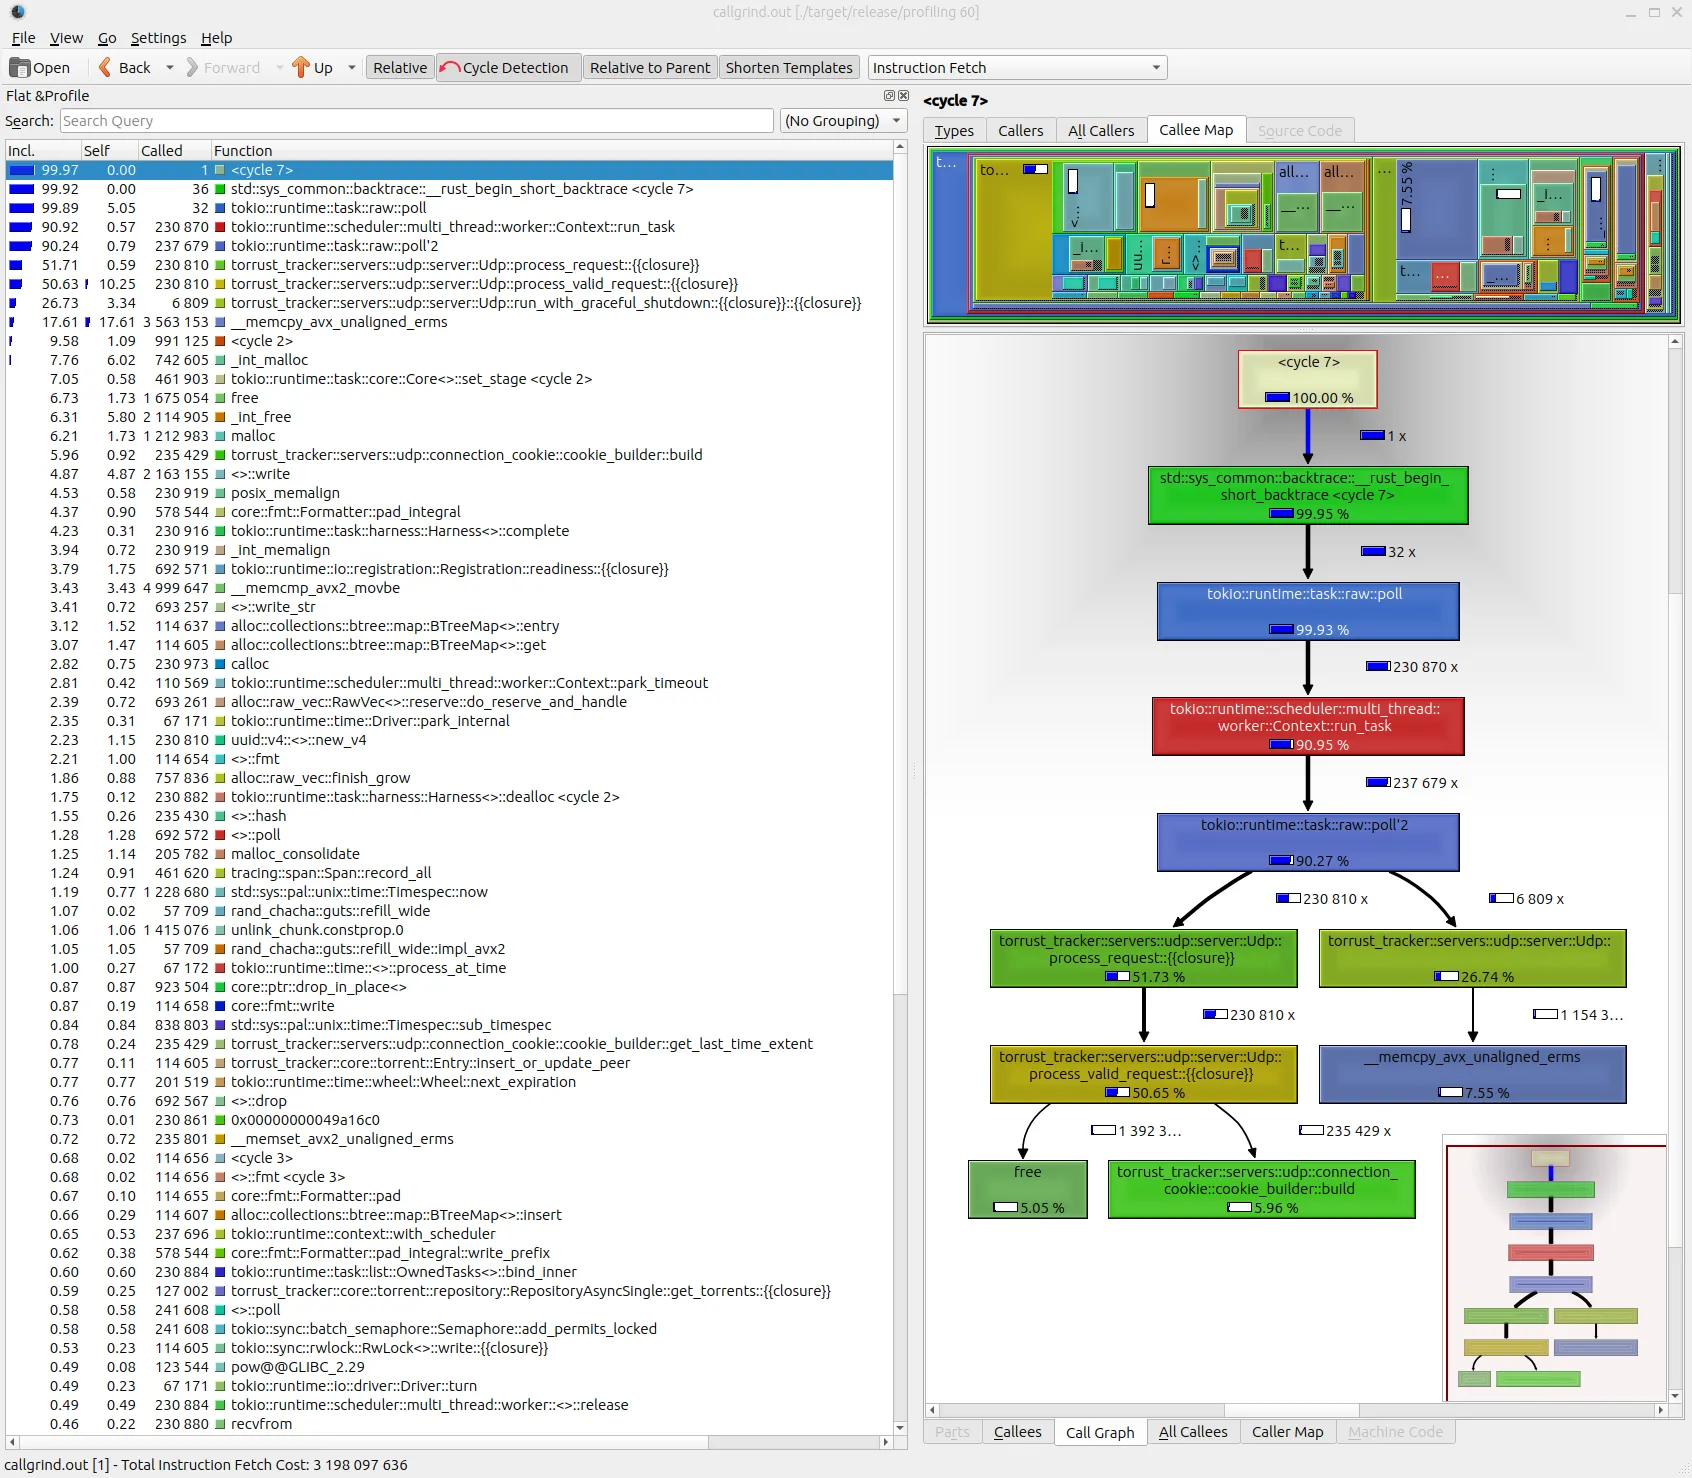 callgrind.out [./target/release/profiling 60]
File View Go Settings Help
Open Back Forward Up Relative Cycle Detection Relative to Parent Shorten Templates Instruction Fetch
Flat &Profile
Search: Search Query (No Grouping)
Incl. Self Called Function
99.97 0.00 1 <cycle 7>
99.92 0.00 36 std::sys_common::backtrace::__rust_begin_short_backtrace <cycle 7>
99.89 5.05 32 tokio::runtime::task::raw::poll
90.92 0.57 230 870 tokio::runtime::scheduler::multi_thread::worker::Context::run_task
90.24 0.79 237 679 tokio::runtime::task::raw::poll'2
51.71 0.59 230 810 torrust_tracker::servers::udp::server::Udp::process_request::{{closure}}
50.63 10.25 230 810 torrust_tracker::servers::udp::server::Udp::process_valid_request::{{closure}}
26.73 3.34 6 809 torrust_tracker::servers::udp::server::Udp::run_with_graceful_shutdown::{{closure}}::{{closure}}
17.61 17.61 3 563 153 __memcpy_avx_unaligned_erms
9.58 1.09 991 125 <cycle 2>
7.76 6.02 742 605 _int_malloc
7.05 0.58 461 903 tokio::runtime::task::core::Core<>::set_stage <cycle 2>
6.73 1.73 1 675 054 free
6.31 5.80 2 114 905 _int_free
6.21 1.73 1 212 983 malloc
5.96 0.92 235 429 torrust_tracker::servers::udp::connection_cookie::cookie_builder::build
4.87 4.87 2 163 155 <>::write
4.53 0.58 230 919 posix_memalign
4.37 0.90 578 544 core::fmt::Formatter::pad_integral
4.23 0.31 230 916 tokio::runtime::task::harness::Harness<>::complete
3.94 0.72 230 919 _int_memalign
3.79 1.75 692 571 tokio::runtime::io::registration::Registration::readiness::{{closure}}
3.43 3.43 4 999 647 __memcmp_avx2_movbe
3.41 0.72 693 257 <>::write_str
3.12 1.52 114 637 alloc::collections::btree::map::BTreeMap<>::entry
3.07 1.47 114 605 alloc::collections::btree::map::BTreeMap<>::get
2.82 0.75 230 973 calloc
2.81 0.42 110 569 tokio::runtime::scheduler::multi_thread::worker::Context::park_timeout
2.39 0.72 693 261 alloc::raw_vec::RawVec<>::reserve::do_reserve_and_handle
2.35 0.31 67 171 tokio::runtime::time::Driver::park_internal
2.23 1.15 230 810 uuid::v4::<>::new_v4
2.21 1.00 114 654 <>::fmt
1.86 0.88 757 836 alloc::raw_vec::finish_grow
1.75 0.12 230 882 tokio::runtime::task::harness::Harness<>::dealloc <cycle 2>
1.55 0.26 235 430 <>::hash
1.28 1.28 692 572 <>::poll
1.25 1.14 205 782 malloc_consolidate
1.24 0.91 461 620 tracing::span::Span::record_all
1.19 0.77 1 228 680 std::sys::pal::unix::time::Timespec::now
1.07 0.02 57 709 rand_chacha::guts::refill_wide
1.06 1.06 1 415 076 unlink_chunk.constprop.0
1.05 1.05 57 709 rand_chacha::guts::refill_wide::impl_avx2
1.00 0.27 67 172 tokio::runtime::time::<>::process_at_time
0.87 0.87 923 504 core::ptr::drop_in_place<>
0.87 0.19 114 658 core::fmt::write
0.84 0.84 838 803 std::sys::pal::unix::time::Timespec::sub_timespec
0.78 0.24 235 429 torrust_tracker::servers::udp::connection_cookie::cookie_builder::get_last_time_extent
0.77 0.11 114 605 torrust_tracker::core::torrent::Entry::insert_or_update_peer
0.77 0.77 201 519 tokio::runtime::time::wheel::Wheel::next_expiration
0.76 0.76 692 567 <>::drop
0.73 0.01 230 861 0x00000000049a16c0
0.72 0.72 235 801 __memset_avx2_unaligned_erms
0.68 0.02 114 656 <cycle 3>
0.68 0.02 114 656 <>::fmt <cycle 3>
0.67 0.10 114 655 core::fmt::Formatter::pad
0.66 0.29 114 607 alloc::collections::btree::map::BTreeMap<>::insert
0.65 0.53 237 696 tokio::runtime::context::with_scheduler
0.62 0.38 578 544 core::fmt::Formatter::pad_integral::write_prefix
0.60 0.60 230 884 tokio::runtime::task::list::OwnedTasks<>::bind_inner
0.59 0.25 127 002 torrust_tracker::core::torrent::repository::RepositoryAsyncSingle::get_torrents::{{closure}}
0.58 0.58 241 608 <>::poll
0.58 0.58 241 608 tokio::sync::batch_semaphore::Semaphore::add_permits_locked
0.53 0.23 114 605 tokio::sync::rwlock::RwLock<>::write::{{closure}}
0.49 0.08 123 544 pow@@GLIBC_2.29
0.49 0.23 67 171 tokio::runtime::io::driver::Driver::turn
0.49 0.49 230 884 tokio::runtime::scheduler::multi_thread::worker::<>::release
0.46 0.22 230 880 recvfrom
callgrind.out [1] - Total Instruction Fetch Cost: 3 198 097 636
<cycle 7>
Types Callers All Callers Callee Map Source Code
t... to... all... all... ... 7.55 %
<cycle 7>
100.00 %
1 x
std::sys_common::backtrace::__rust_begin_
short_backtrace <cycle 7>
99.95 %
32 x
tokio::runtime::task::raw::poll
99.93 %
230 870 x
tokio::runtime::scheduler::multi_thread::
worker::Context::run_task
90.95 %
237 679 x
tokio::runtime::task::raw::poll'2
90.27 %
230 810 x 6 809 x
torrust_tracker::servers::udp::server::Udp::
process_request::{{closure}}
51.73 %
torrust_tracker::servers::udp::server::Udp::
26.74 %
230 810 x 1 154 3...
torrust_tracker::servers::udp::server::Udp::
process_valid_request::{{closure}}
50.65 %
__memcpy_avx_unaligned_erms
7.55 %
1 392 3... 235 429 x
free
5.05 %
torrust_tracker::servers::udp::connection_
cookie::cookie_builder::build
5.96 %
Parts Callees Call Graph All Callees Caller Map Machine Code